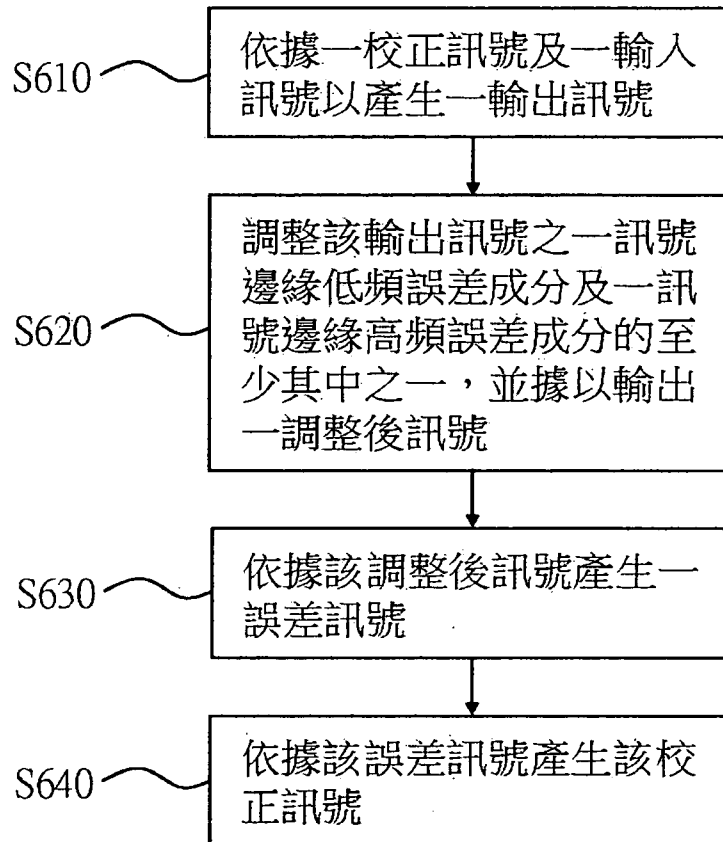 S610
依據一校正訊號及一輸入
訊號以產生一輸出訊號
S620
調整該輸出訊號之一訊號
邊緣低頻誤差成分及一訊
號邊緣高頻誤差成分的至
少其中之一，並據以輸出
一調整後訊號
S630
依據該調整後訊號產生一
誤差訊號
S640
依據該誤差訊號產生該校
正訊號